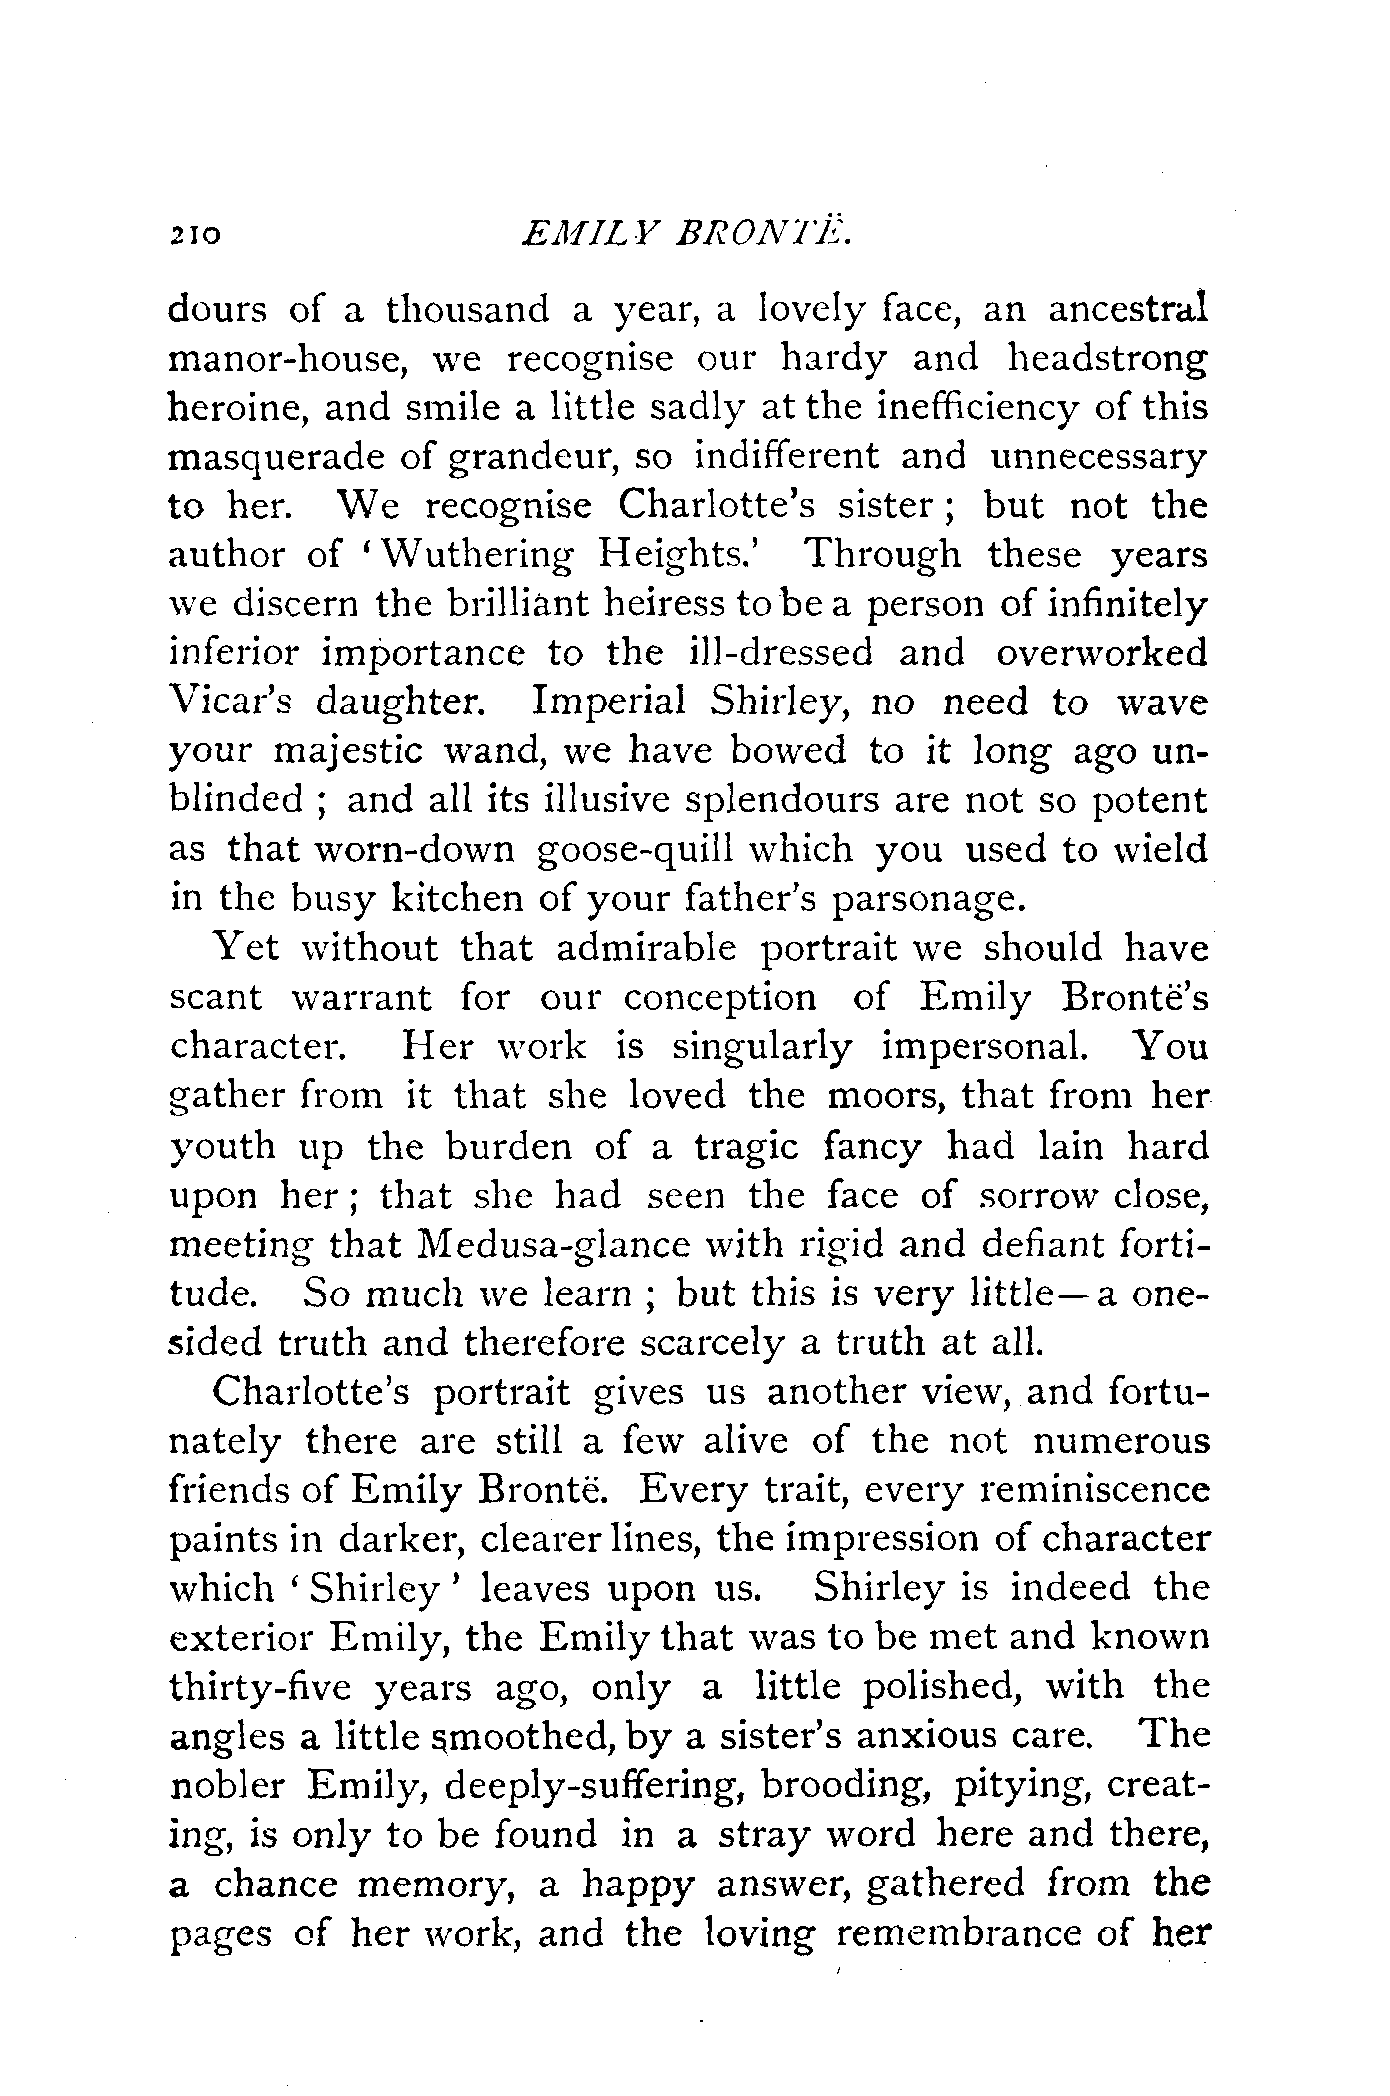 210 EMILY BRONTË.
dours of a thousand a year, a lovely face, an ancestral
manor-house, we recognise our hardy and headstrong
heroine, and smile a little sadly at the inefficiency of this
masquerade of grandeur, so indifferent and unnecessary
to her. We recognise Charlotte's sister ; but not the
author of ‘Wuthering Heights.’ Through these years
we discern the brilliant heiress to be a person of infinitely
inferior importance to the ill-dressed and overworked
Vicar's daughter. Imperial Shirley, no need to wave
your majestic wand, we have bowed to it long ago un-
blinded ; and all its illusive splendours are not so potent
as that worn-down goose-quill which you used to wield
in the busy kitchen of your father's parsonage.
Yet without that admirable portrait we should have
scant warrant for our conception of Emily Brontë's
character. Her work is singularly impersonal. You
gather from it that she loved the moors, that from her
youth up the burden of a tragic fancy had lain hard
upon her ; that she had seen the face of sorrow close,
meeting that Medusa-glance with rigid and defiant forti-
tude. So much we learn ; but this is very little—a one-
sided truth and therefore scarcely a truth at all.
Charlotte's portrait gives us another view, and fortu-
nately there are still a few alive of the not numerous
friends of Emily Brontë. Every trait, every reminiscence
paints in darker, clearer lines, the impression of character
which ‘Shirley’ leaves upon us. Shirley is indeed the
exterior Emily, the Emily that was to be met and known
thirty-five years ago, only a little polished, with the
angles a little smoothed, by a sister's anxious care. The
nobler Emily, deeply-suffering, brooding, pitying, creat-
ing, is only to be found in a stray word here and there,
a chance memory, a happy answer, gathered from the
pages of her work, and the loving remembrance of her